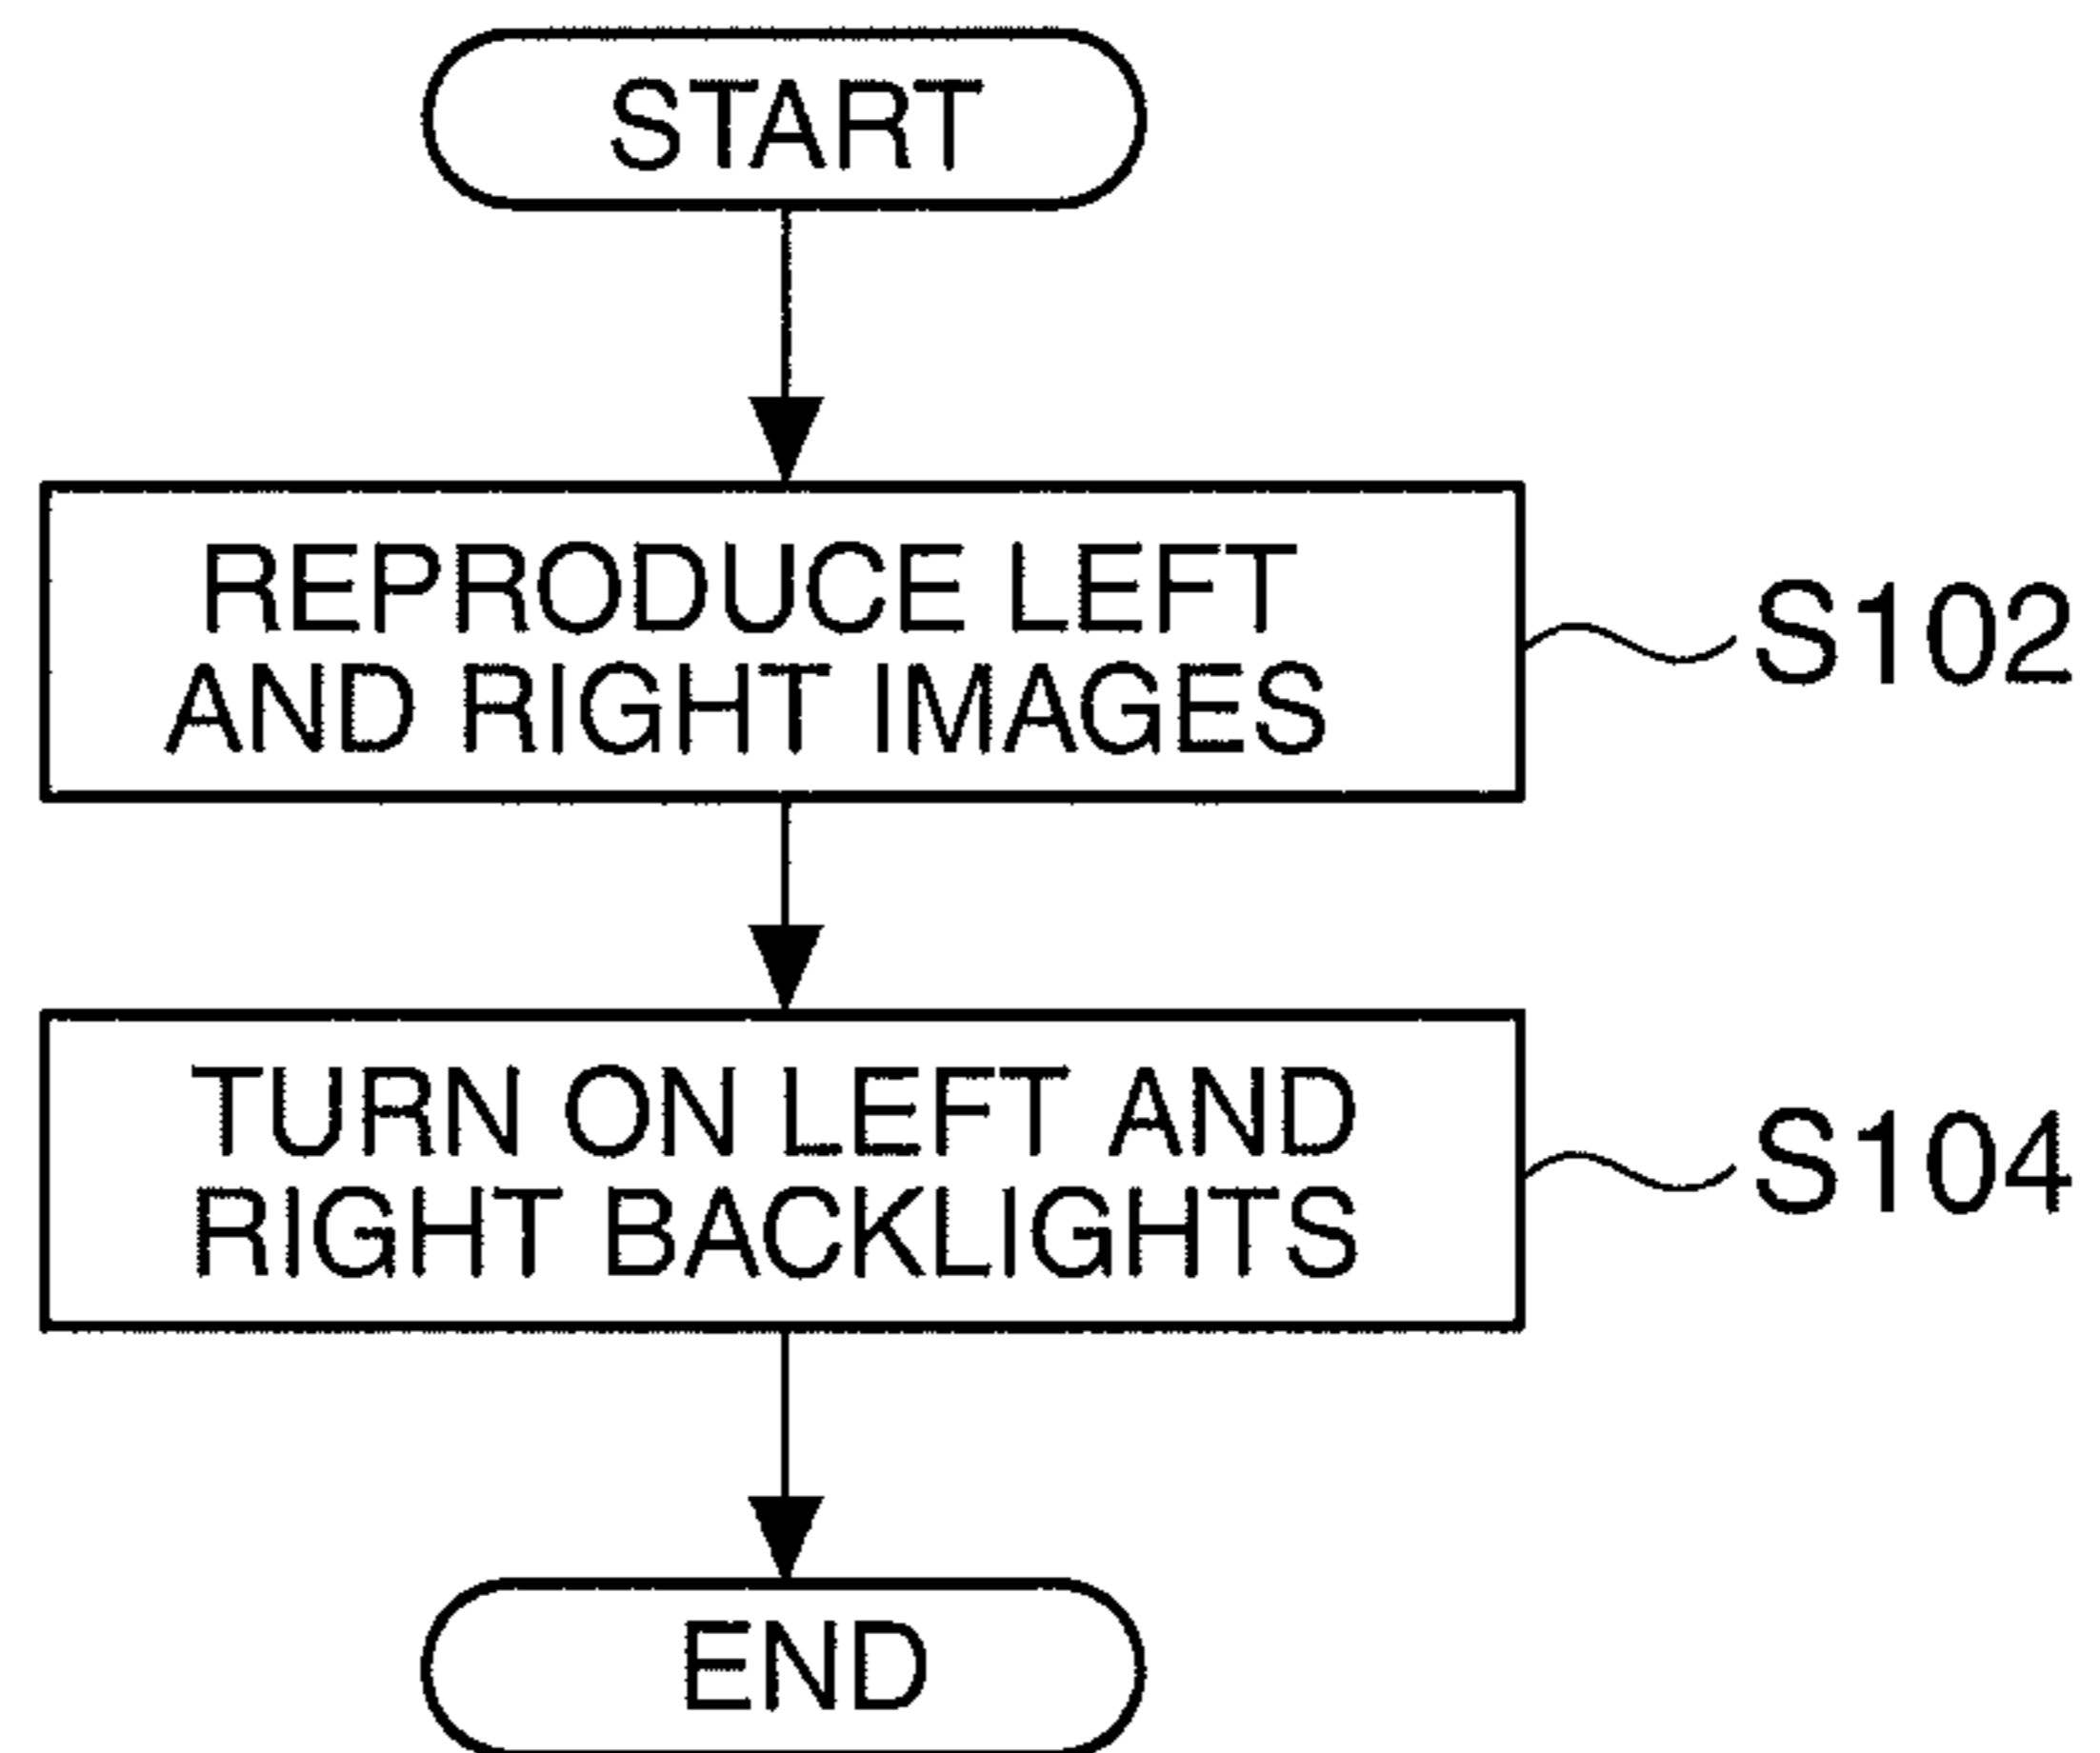 START
REPRODUCE LEFT
AND RIGHT IMAGES
S102
TURN ON LEFT AND
RIGHT BACKLIGHTS
S104
END